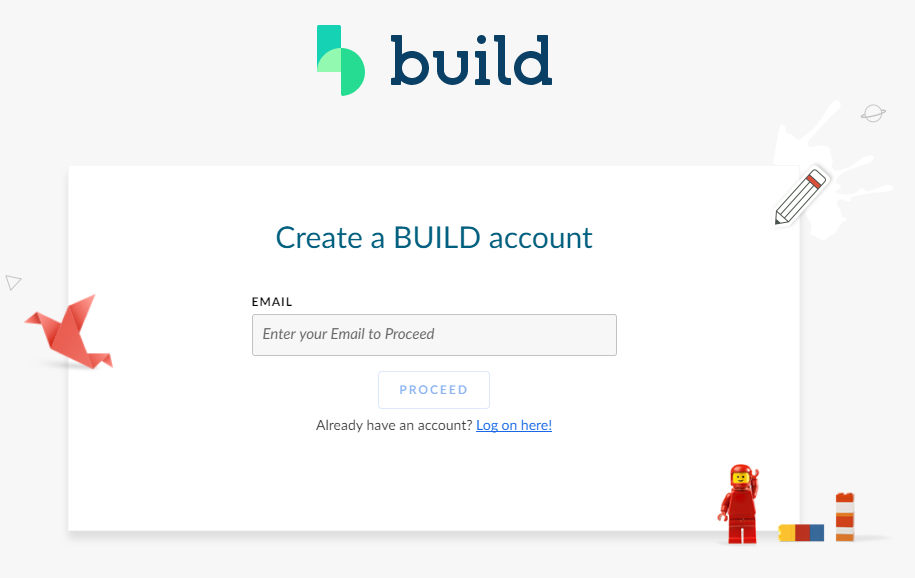 build
Create a BUILD account
EMAIL
Enter your Email to Proceed
PROCEED
Already have an account? Log on here!